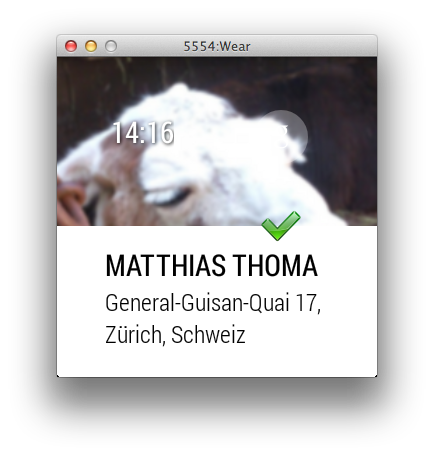 5554:Wear
14:16
MATTHIAS THOMA
General-Guisan-Quai 17,
Zürich, Schweiz